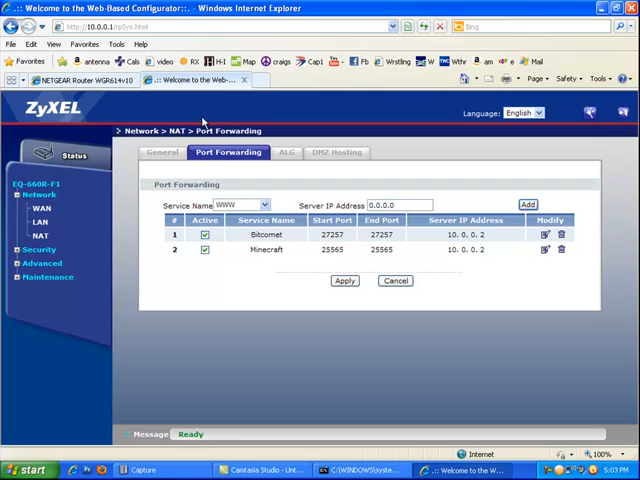 .:: Welcome to the Web-Based Configurator::. - Windows Internet Explorer
http://10.0.0.1/rpSys.html
Bing
File Edit View Favorites Tools Help
Favorites antenna Cals video RX H-I Map craigs Cap1 Fb Wrstling W Wthr am e Mail
NETGEAR Router WGR614v10 .:: Welcome to the Web-... Page Safety Tools
ZyXEL
Language: English
Network > NAT > Port Forwarding
Status
General Port Forwarding ALG DMZ Hosting
EQ-660R-F1
Network
WAN
LAN
NAT
Security
Advanced
Maintenance
Port Forwarding
Service Name WWW Server IP Address 0.0.0.0 Add
# Active Service Name Start Port End Port Server IP Address Modify
1 Bitcomet 27257 27257 10. 0. 0. 2
2 Minecraft 25565 25565 10. 0. 0. 2
Apply Cancel
Message Ready
Internet 100%
start Capture Camtasia Studio - Unt... C:\WINDOWS\syste... .:: Welcome to the W... 5:03 PM